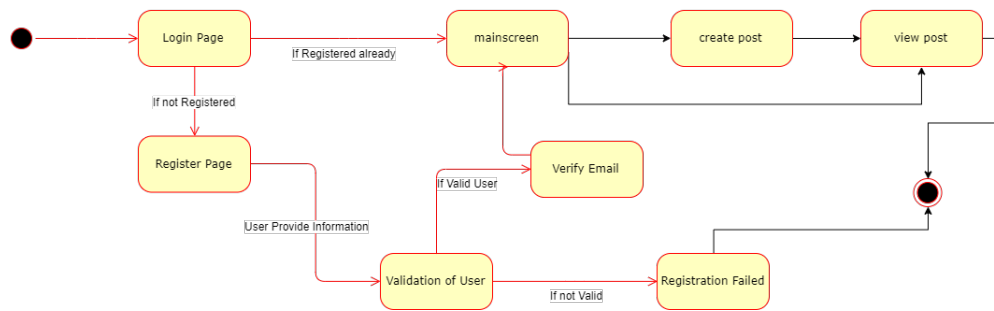 Login Page
If Registered already
mainscreen
create post
view post
If not Registered
Register Page
If Valid User
Verify Email
User Provide Information
Validation of User
If not Valid
Registration Failed